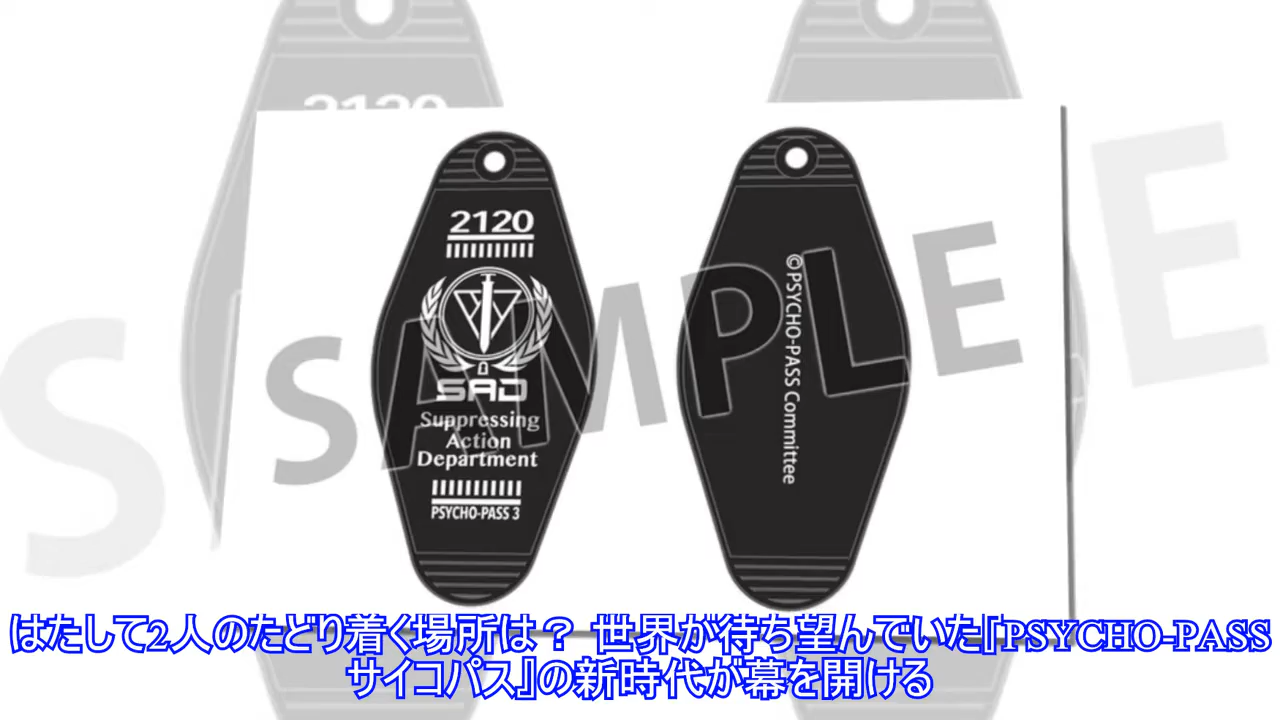 2120
2120
SAD
Suppressing
Action
Department
PSYCHO-PASS 3
©PSYCHO-PASS Committee
SAMPLE
S
E
はたして2人のたどり着く場所は？ 世界が待ち望んでいた『PSYCHO-PASS
サイコパス』の新時代が幕を開ける